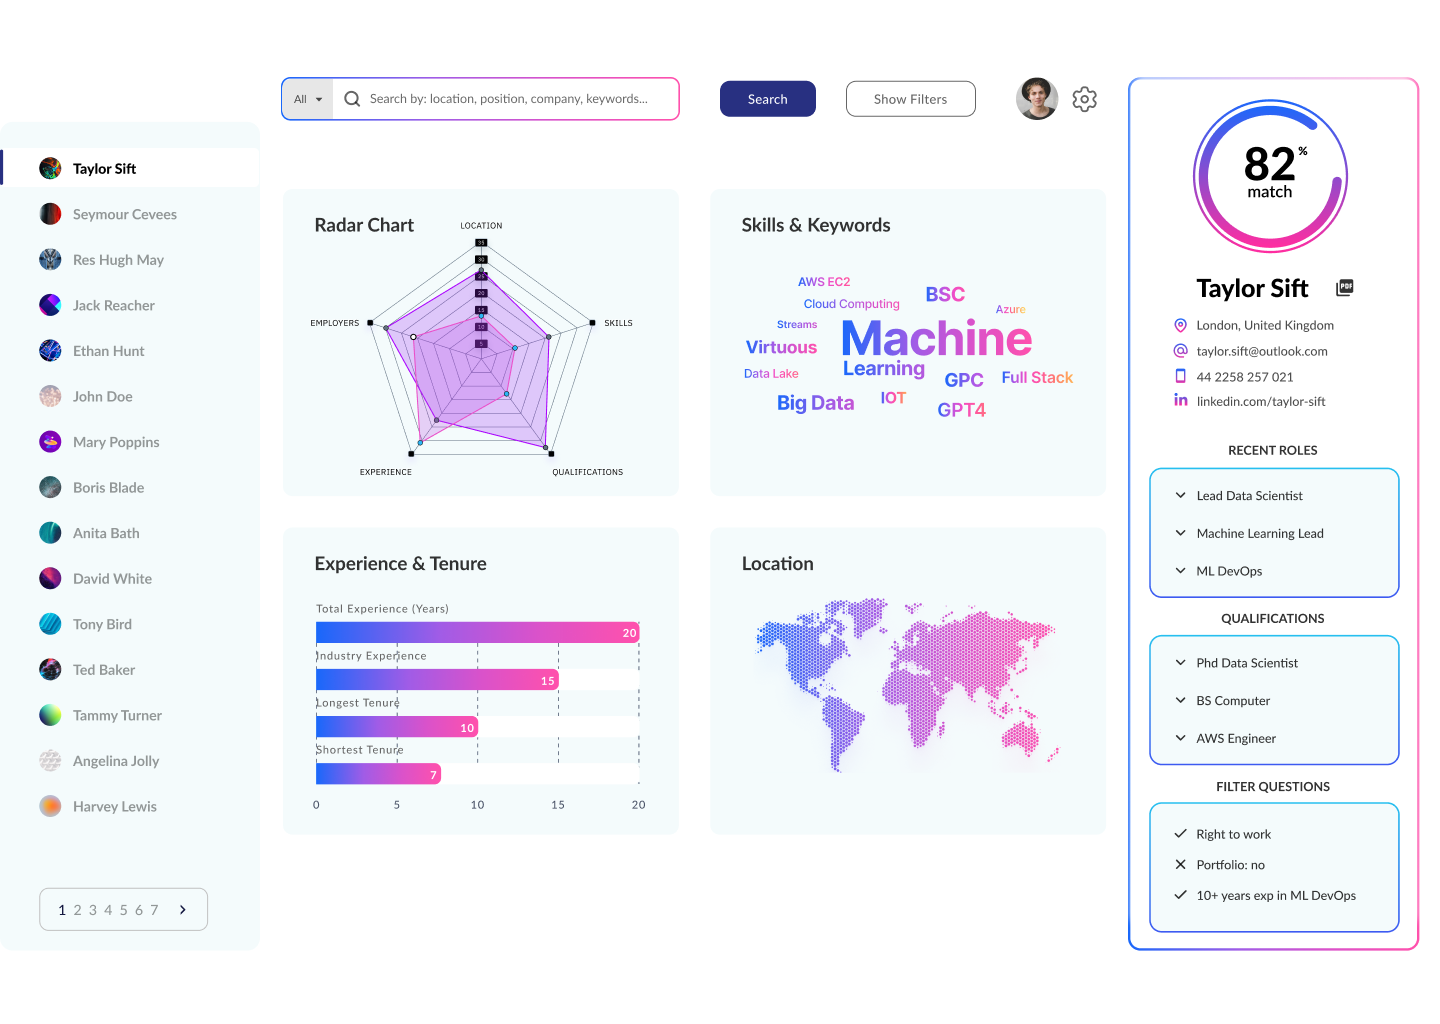 All
Search by: location, position, company, keywords...
Search
Show Filters
Taylor Sift
Seymour Cevees
Res Hugh May
Jack Reacher
Ethan Hunt
John Doe
Mary Poppins
Boris Blade
Anita Bath
David White
Tony Bird
Ted Baker
Tammy Turner
Angelina Jolly
Harvey Lewis
1 2 3 4 5 6 7
Radar Chart
LOCATION
35
30
25
20
15
10
5
EMPLOYERS
SKILLS
EXPERIENCE
QUALIFICATIONS
Skills & Keywords
AWS EC2
BSC
Cloud Computing
Azure
Streams
Machine
Virtuous
Learning
Data Lake
GPC
Full Stack
Big Data
IOT
GPT4
Experience & Tenure
Total Experience (Years)
20
Industry Experience
15
Longest Tenure
10
Shortest Tenure
7
0 5 10 15 20
Location
82%
match
Taylor Sift
PDF
London, United Kingdom
taylor.sift@outlook.com
44 2258 257 021
in linkedin.com/taylor-sift
RECENT ROLES
Lead Data Scientist
Machine Learning Lead
ML DevOps
QUALIFICATIONS
Phd Data Scientist
BS Computer
AWS Engineer
FILTER QUESTIONS
Right to work
Portfolio: no
10+ years exp in ML DevOps